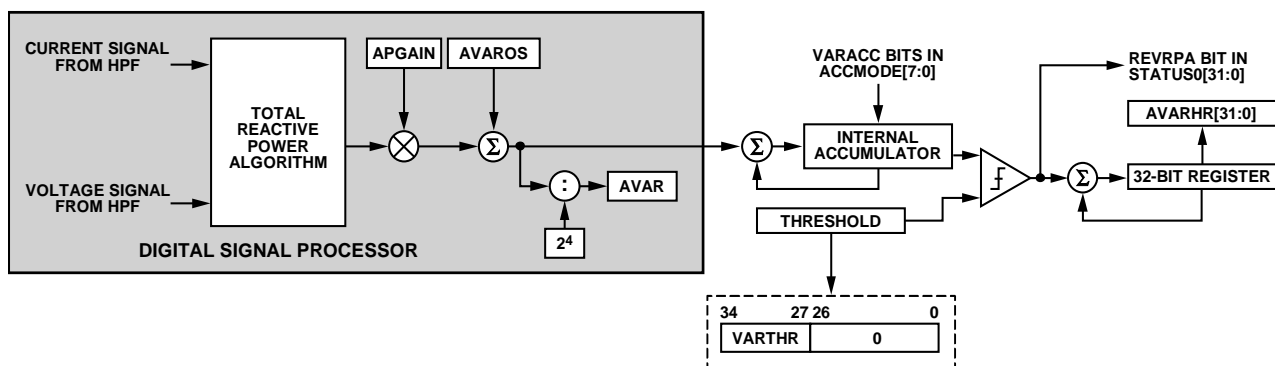 CURRENT SIGNAL
FROM HPF
VOLTAGE SIGNAL
FROM HPF
TOTAL
REACTIVE
POWER
ALGORITHM
APGAIN
AVAROS
Σ
:
AVAR
2⁴
DIGITAL SIGNAL PROCESSOR
VARACC BITS IN
ACCMODE[7:0]
Σ
INTERNAL
ACCUMULATOR
THRESHOLD
34 27 26 0
VARTHR 0
REVRPA BIT IN
STATUS0[31:0]
AVARHR[31:0]
Σ
32-BIT REGISTER